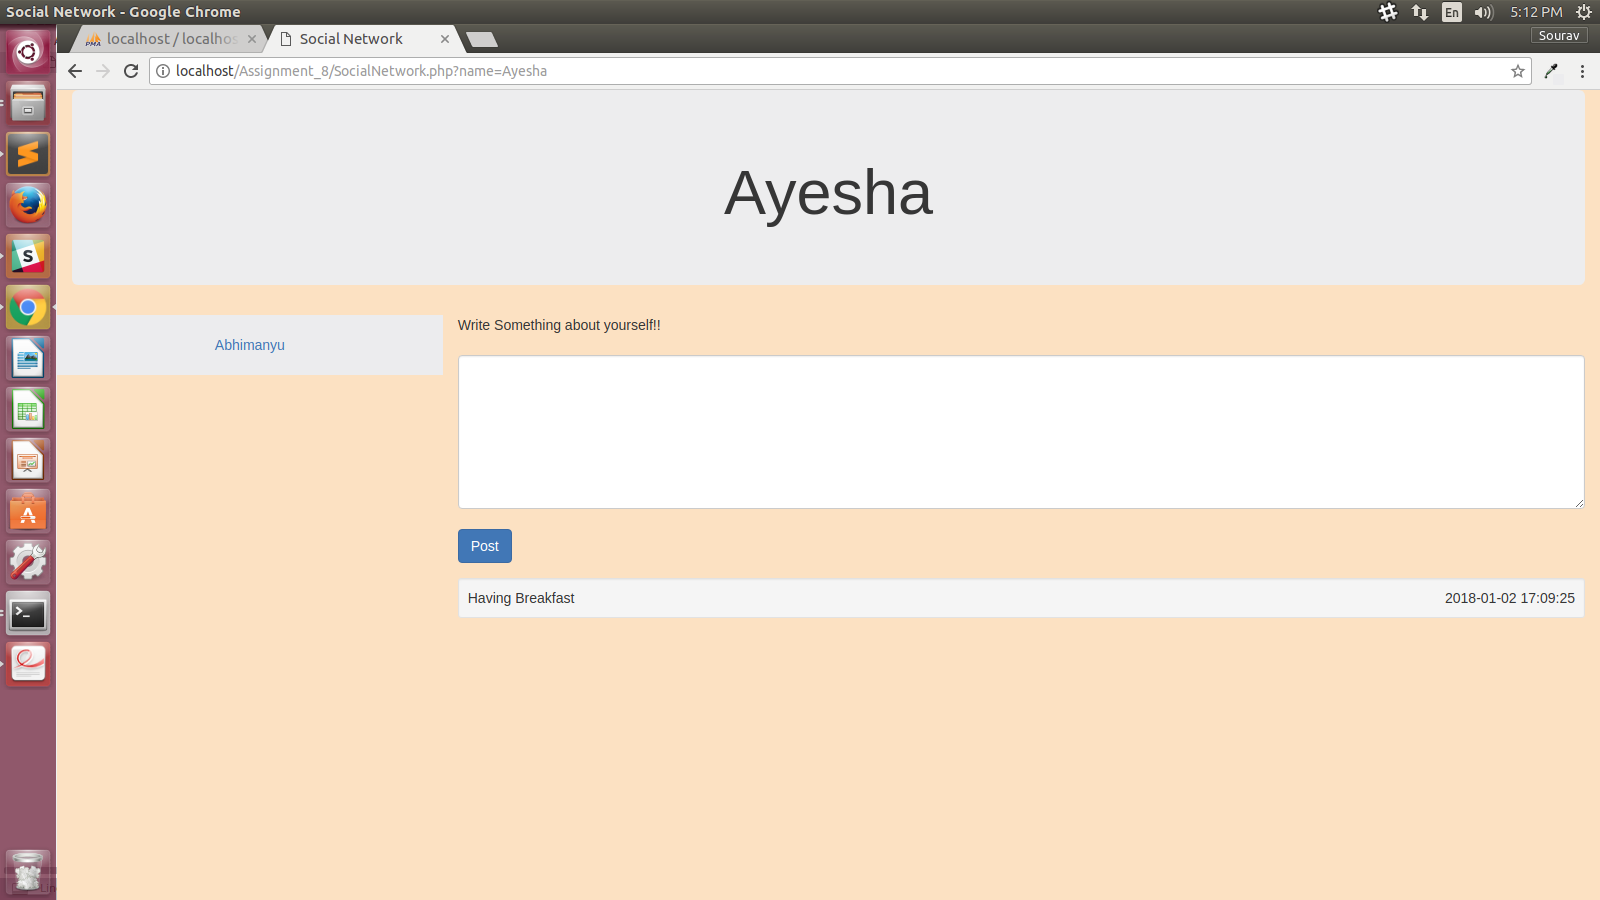 Social Network - Google Chrome
En
5:12 PM
PMA
localhost / localhos
Social Network
Sourav
localhost/Assignment_8/SocialNetwork.php?name=Ayesha
Ayesha
Abhimanyu
Write Something about yourself!!
Post
Having Breakfast
2018-01-02 17:09:25